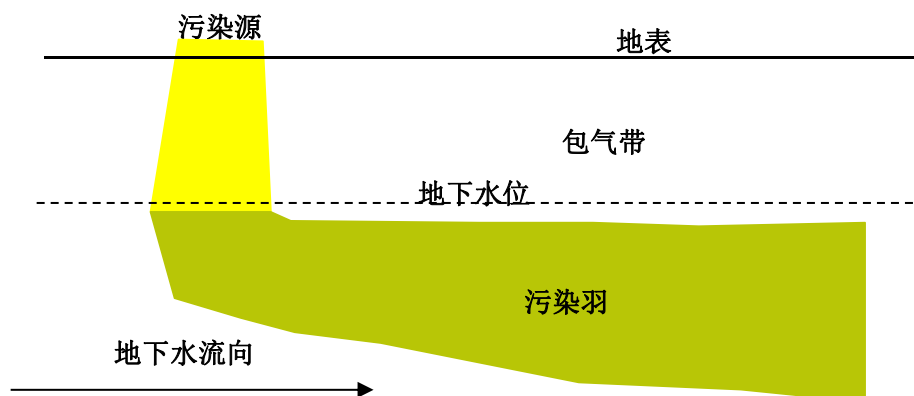 污染源
地表
包气带
地下水位
污染羽
地下水流向